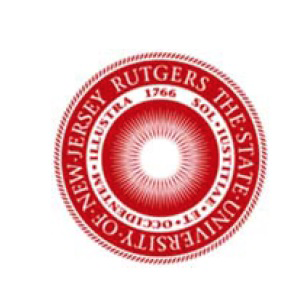 RUTGERS THE·STATE·UNIVERSITY·OF·NEW·JERSEY
1766
SOL·IUSTITIAE·ET·OCCIDENTEM·ILLUSTRA